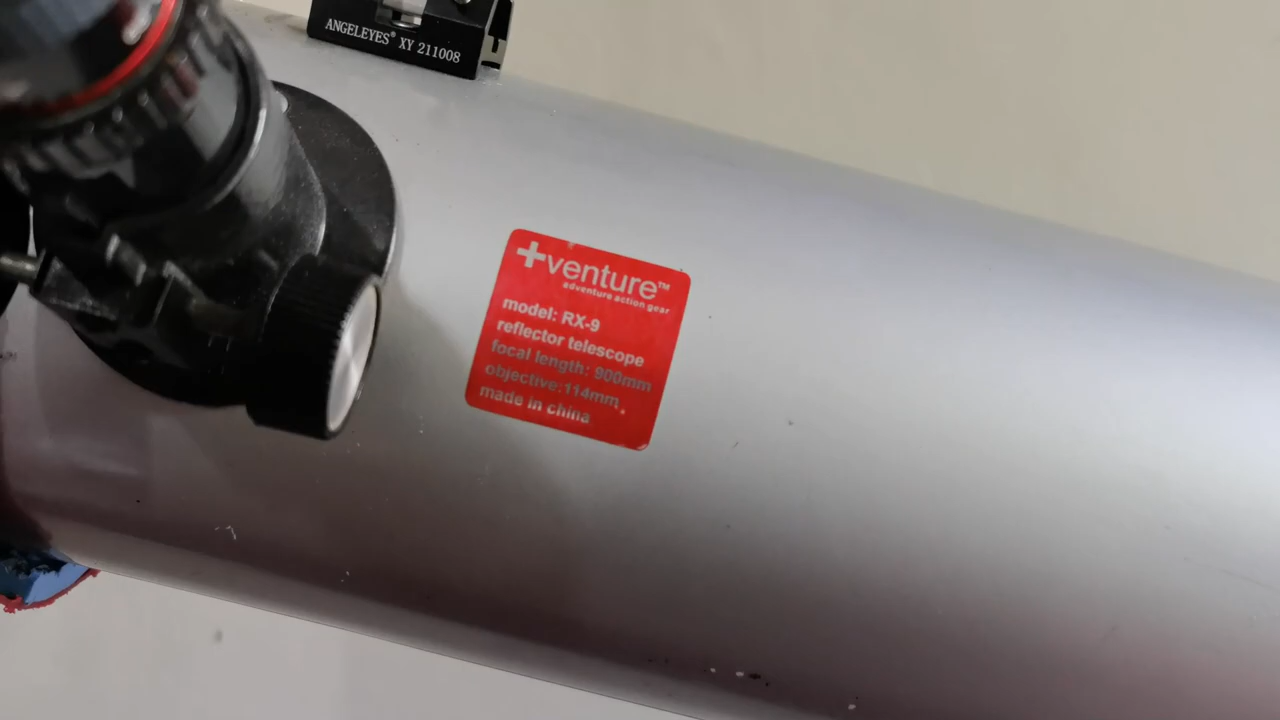 ANGELEYES® XY 211008
+venture™
adventure action gear
model: RX-9
reflector telescope
focal length: 900mm
objective:114mm
made in china